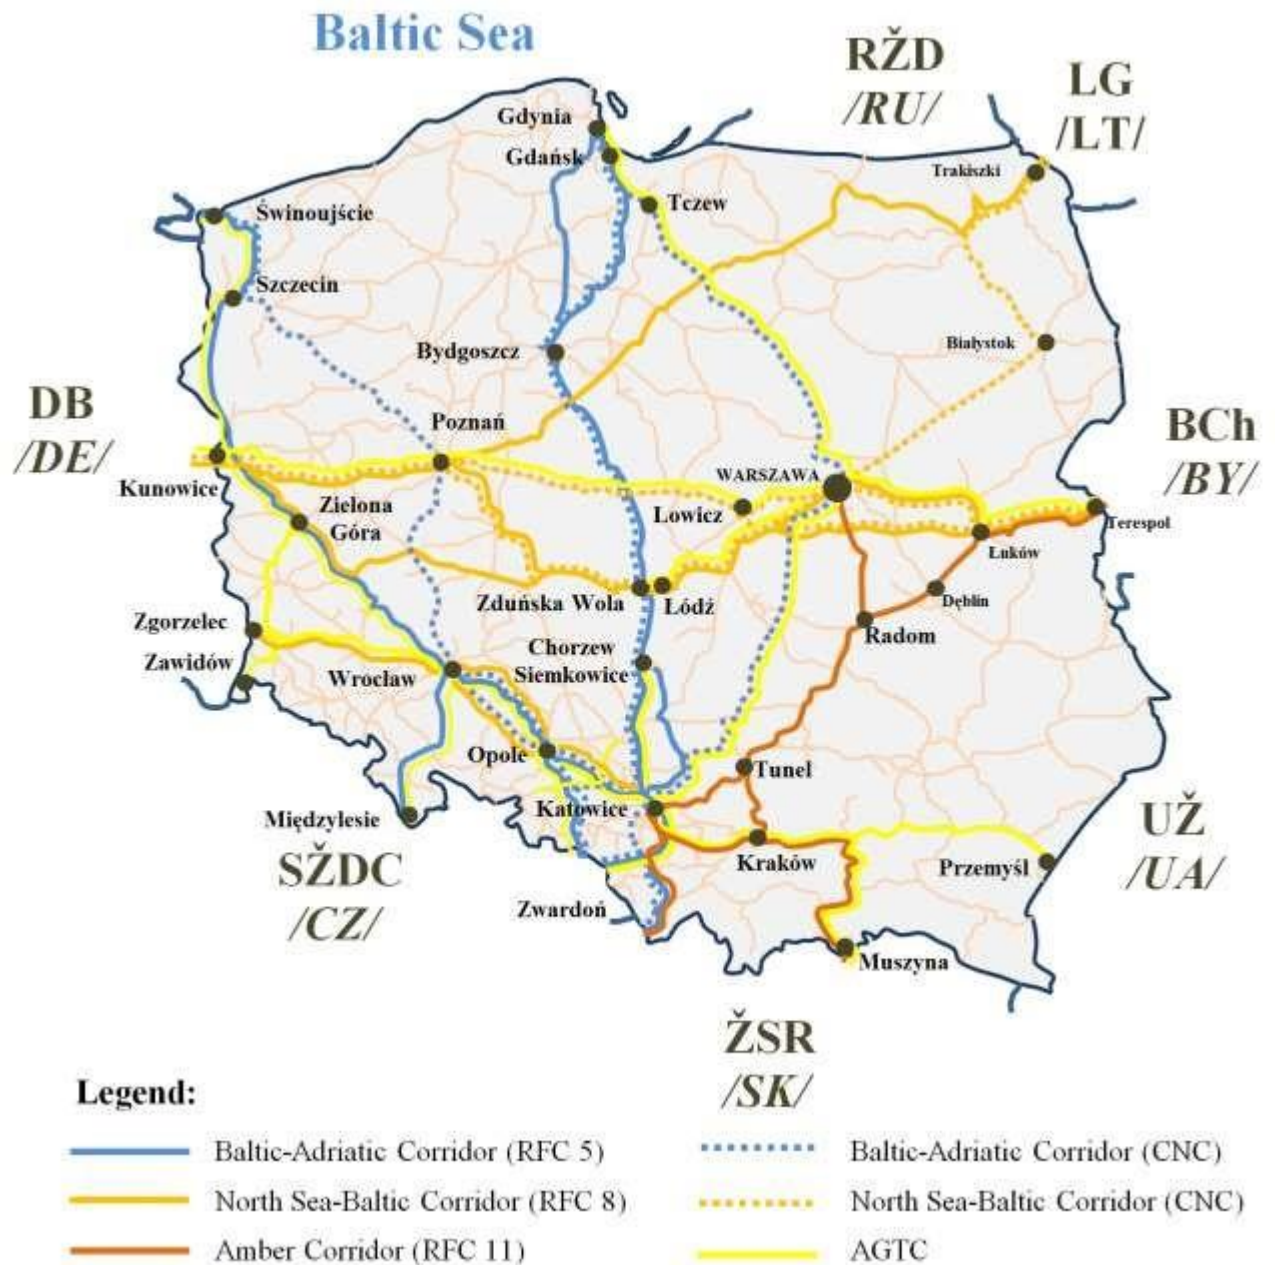 Baltic Sea
RŽD
/RU/
LG
/LT/
Gdynia
Gdańsk
Trakiszki
Tczew
Świnoujście
Szczecin
Białystok
Bydgoszcz
DB
/DE/
Poznań
BCh
/BY/
WARSZAWA
Kunowice
Zielona
Góra
Lowicz
Terespol
Łuków
Zduńska Wola
Łódź
Dęblin
Zgorzelec
Radom
Zawidów
Chorzew
Siemkowice
Wrocław
Opole
Tunel
Katowice
Międzylesie
UŽ
/UA/
SŽDC
/CZ/
Kraków
Przemyśl
Zwardoń
Muszyna
ŽSR
/SK/
Legend:
Baltic-Adriatic Corridor (RFC 5)
North Sea-Baltic Corridor (RFC 8)
Amber Corridor (RFC 11)
Baltic-Adriatic Corridor (CNC)
North Sea-Baltic Corridor (CNC)
AGTC